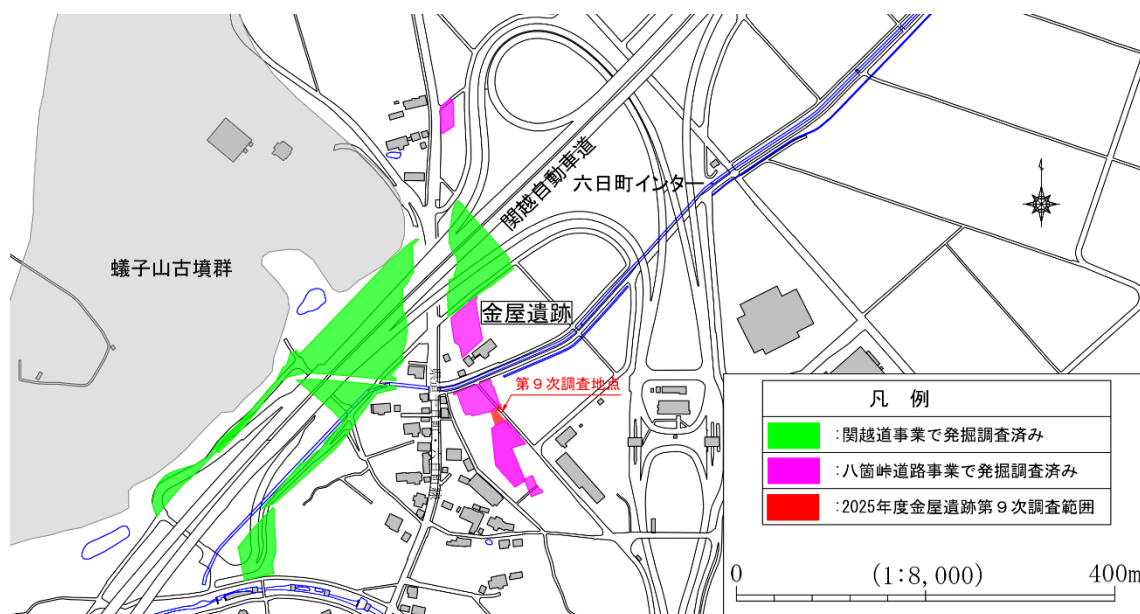 関越自動車道
六日町インター
蟻子山古墳群
金屋遺跡
第９次調査地点
凡　例
:関越道事業で発掘調査済み
:八箇峠道路事業で発掘調査済み
:2025年度金屋遺跡第９次調査範囲
0 (1:8,000) 400m